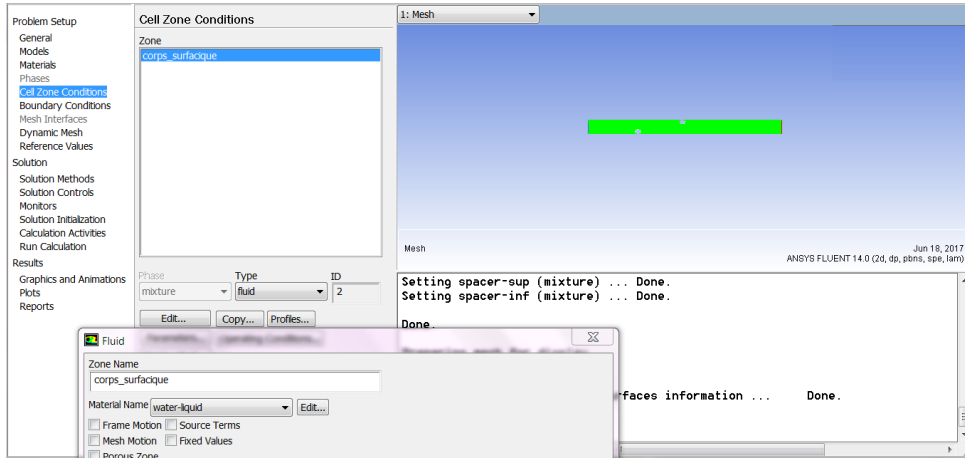 Problem Setup
General
Models
Materials
Phases
Cell Zone Conditions
Boundary Conditions
Mesh Interfaces
Dynamic Mesh
Reference Values
Solution
Solution Methods
Solution Controls
Monitors
Solution Initialization
Calculation Activities
Run Calculation
Results
Graphics and Animations
Plots
Reports
Cell Zone Conditions
Zone
corps_surfacique
Phase Type ID
mixture fluid 2
Edit... Copy... Profiles...
Parameters... Operating Conditions...
1: Mesh
Mesh
Jun 18, 2017
ANSYS FLUENT 14.0 (2d, dp, pbns, spe, lam)
Setting spacer-sup (mixture) ... Done.
Setting spacer-inf (mixture) ... Done.
Done.
faces information ... Done.
Fluid
Zone Name
corps_surfacique
Material Name water-liquid Edit...
Frame Motion Source Terms
Mesh Motion Fixed Values
Porous Zone